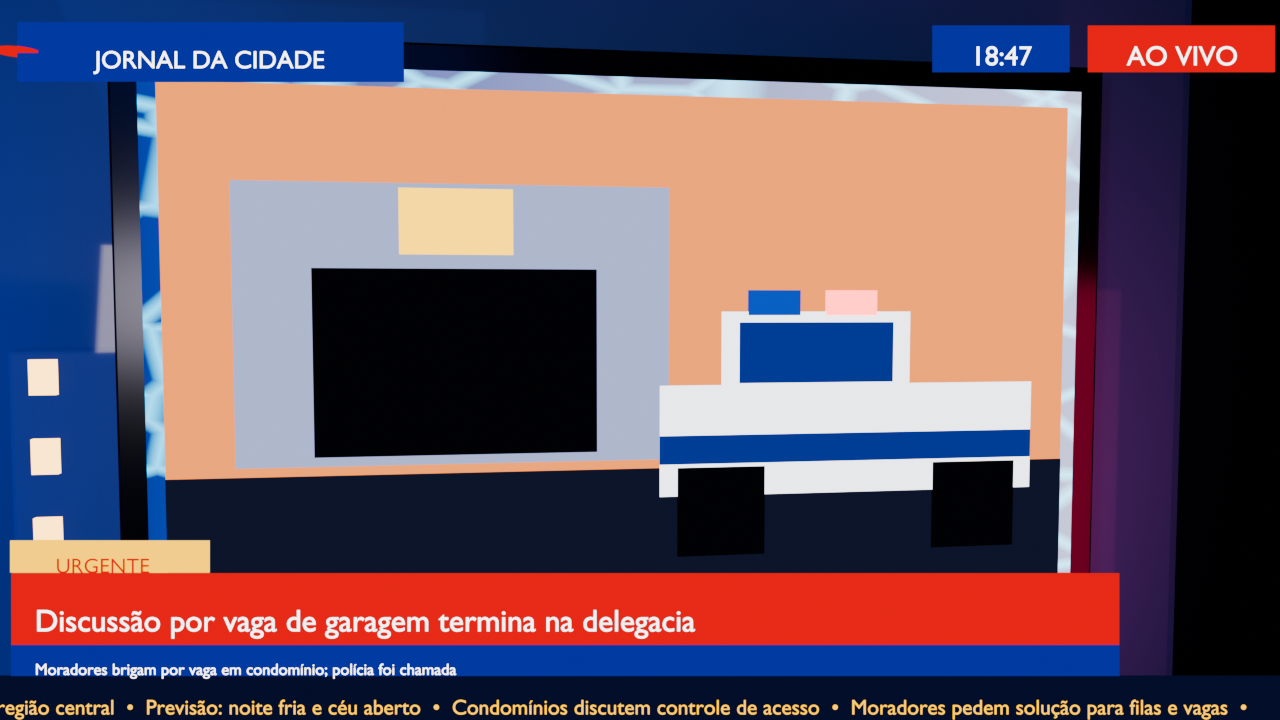 JORNAL DA CIDADE
18:47
AO VIVO
URGENTE
Discussão por vaga de garagem termina na delegacia
Moradores brigam por vaga em condomínio; polícia foi chamada
região central • Previsão: noite fria e céu aberto • Condomínios discutem controle de acesso • Moradores pedem solução para filas e vagas •